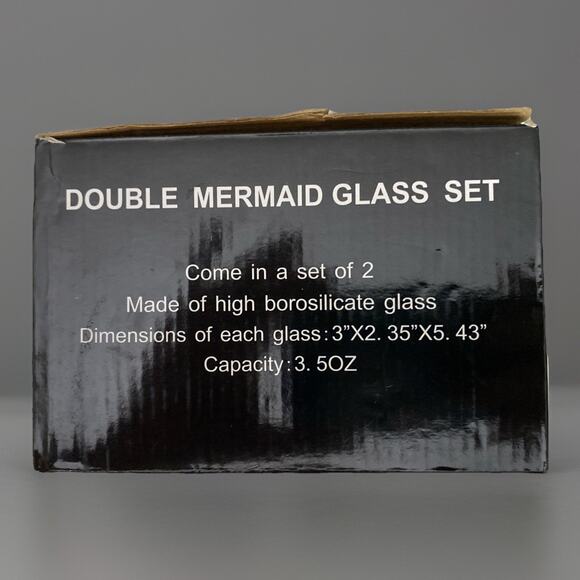 DOUBLE MERMAID GLASS SET
Come in a set of 2
Made of high borosilicate glass
Dimensions of each glass:3”X2. 35”X5. 43”
Capacity:3. 5OZ